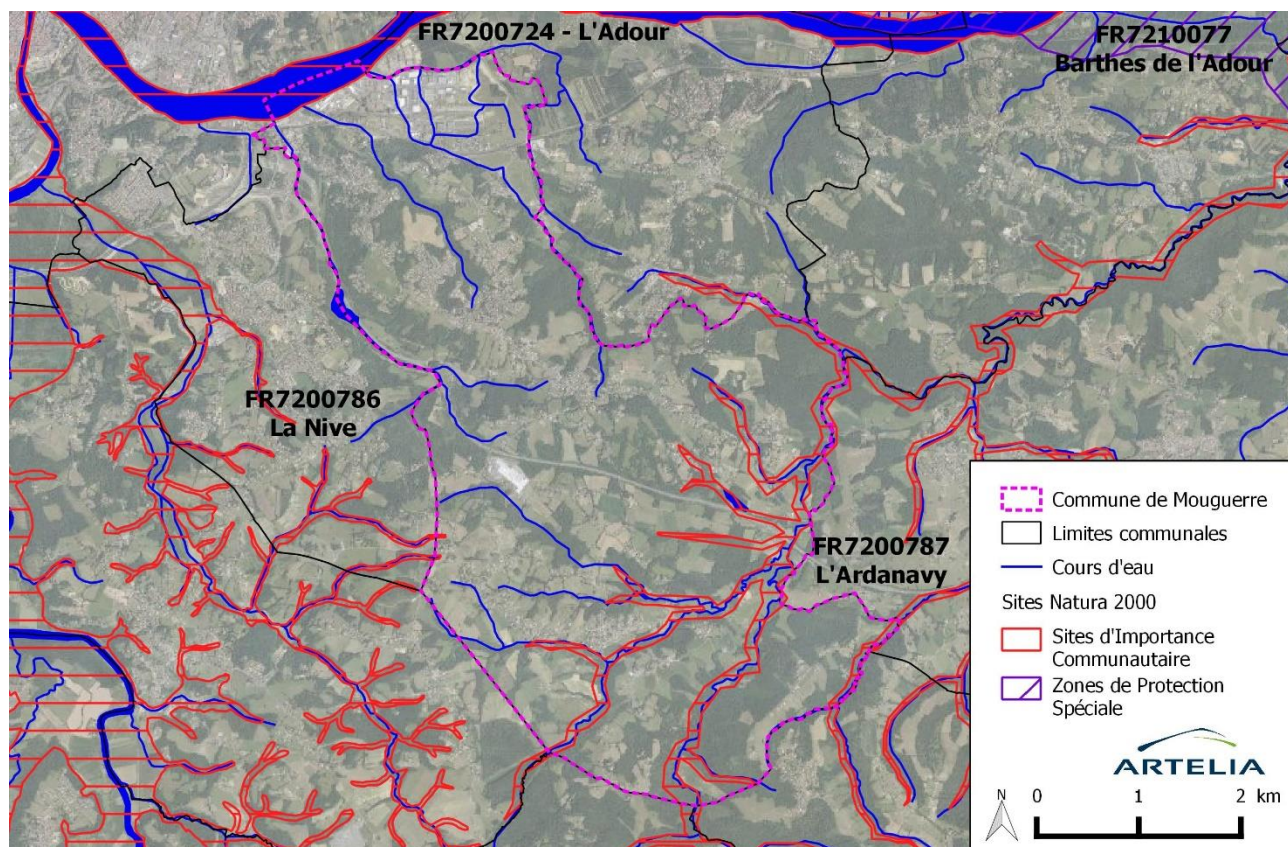 FR7200724 - L'Adour
FR7210077
Barthes de l'Adour
FR7200786
La Nive
FR7200787
L'Ardanavy
Commune de Mouguerre
Limites communales
Cours d'eau
Sites Natura 2000
Sites d'Importance
Communautaire
Zones de Protection
Spéciale
ARTELIA
N
0 1 2 km